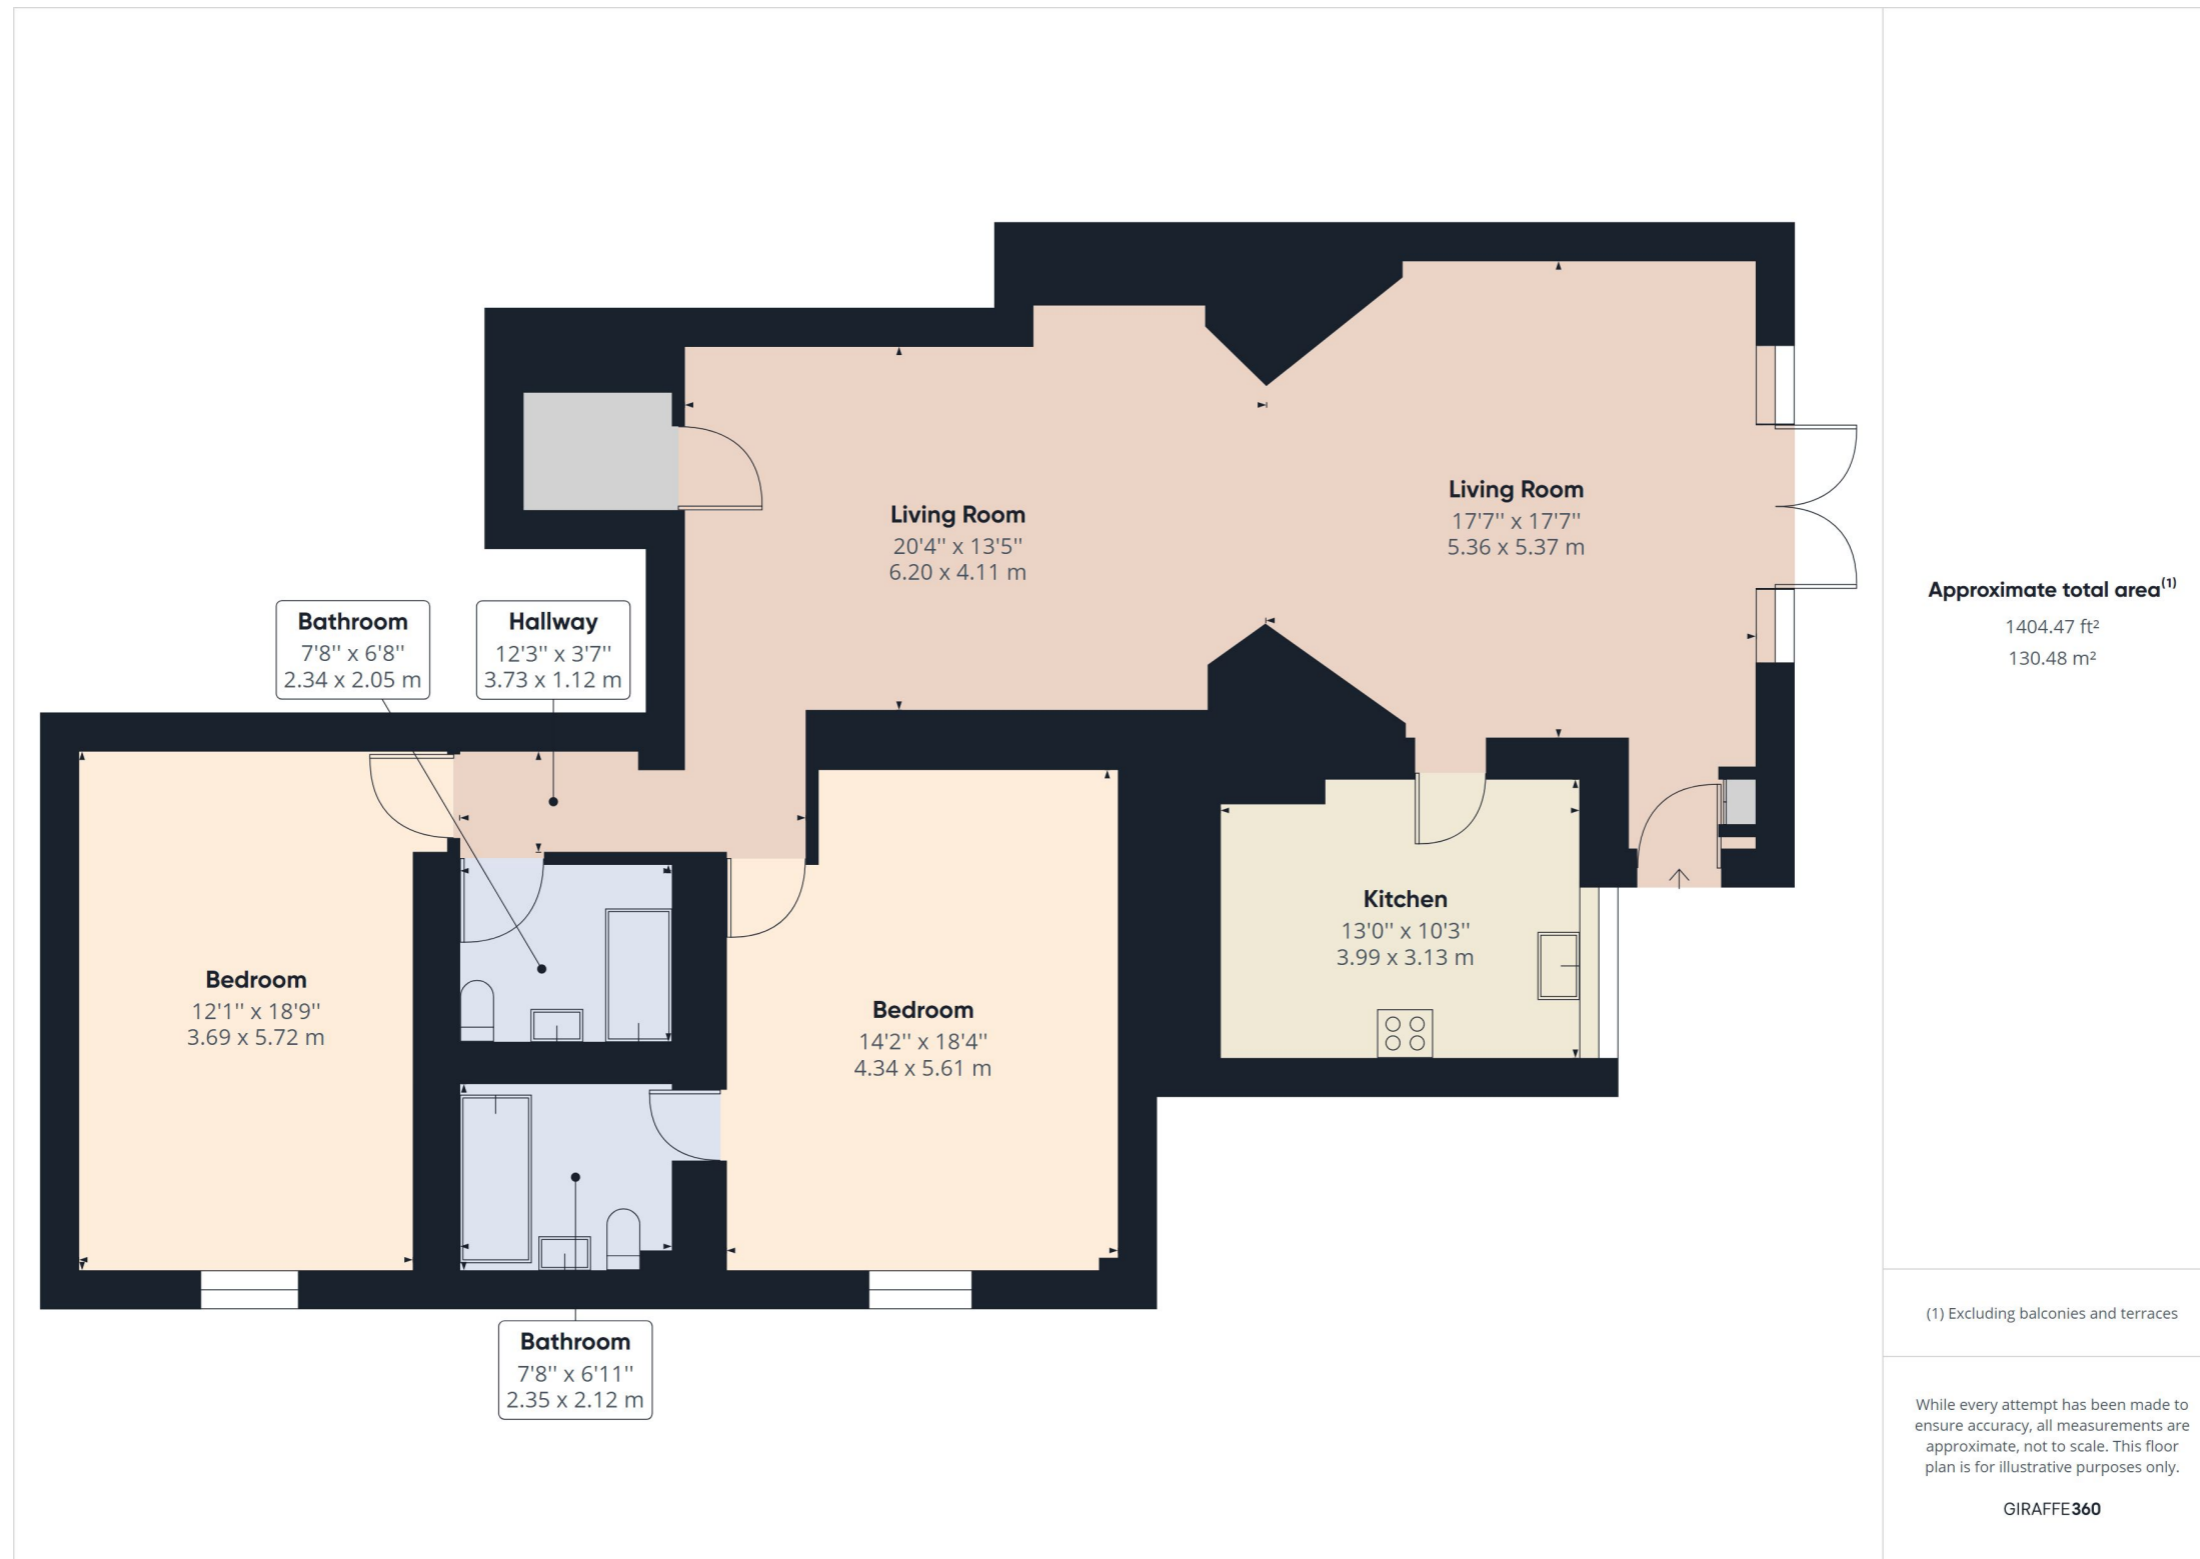 Living Room
20'4'' x 13'5''
6.20 x 4.11 m
Living Room
17'7'' x 17'7''
5.36 x 5.37 m
Bathroom
7'8'' x 6'8''
2.34 x 2.05 m
Hallway
12'3'' x 3'7''
3.73 x 1.12 m
Bedroom
12'1'' x 18'9''
3.69 x 5.72 m
Bedroom
14'2'' x 18'4''
4.34 x 5.61 m
Kitchen
13'0'' x 10'3''
3.99 x 3.13 m
Bathroom
7'8'' x 6'11''
2.35 x 2.12 m
Approximate total area(1)
1404.47 ft²
130.48 m²
(1) Excluding balconies and terraces
While every attempt has been made to
ensure accuracy, all measurements are
approximate, not to scale. This floor
plan is for illustrative purposes only.
GIRAFFE360